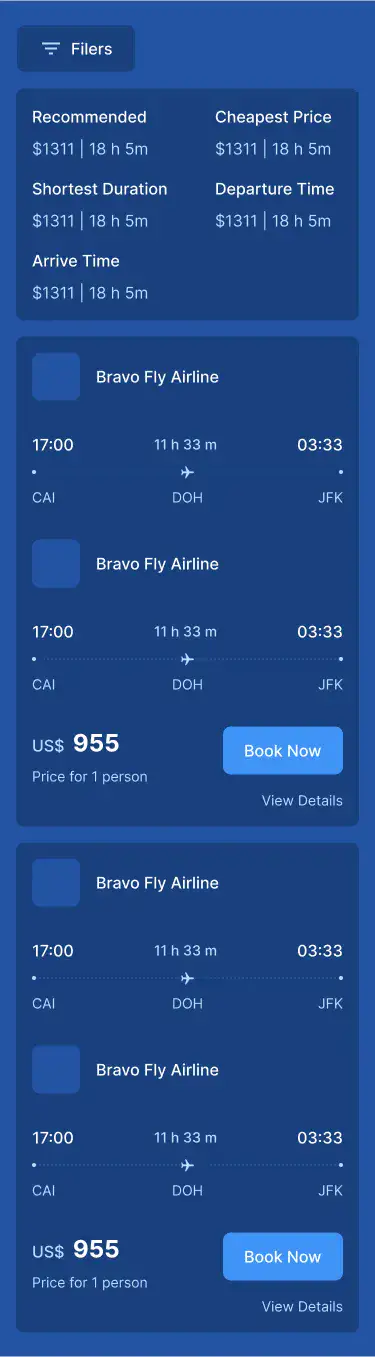 Filers
Recommended Cheapest Price
$1311 | 18 h 5m $1311 | 18 h 5m
Shortest Duration Departure Time
$1311 | 18 h 5m $1311 | 18 h 5m
Arrive Time
$1311 | 18 h 5m
Bravo Fly Airline
17:00 11 h 33 m 03:33
CAI DOH JFK
Bravo Fly Airline
17:00 11 h 33 m 03:33
CAI DOH JFK
US$ 955
Book Now
Price for 1 person
View Details
Bravo Fly Airline
17:00 11 h 33 m 03:33
CAI DOH JFK
Bravo Fly Airline
17:00 11 h 33 m 03:33
CAI DOH JFK
US$ 955
Book Now
Price for 1 person
View Details